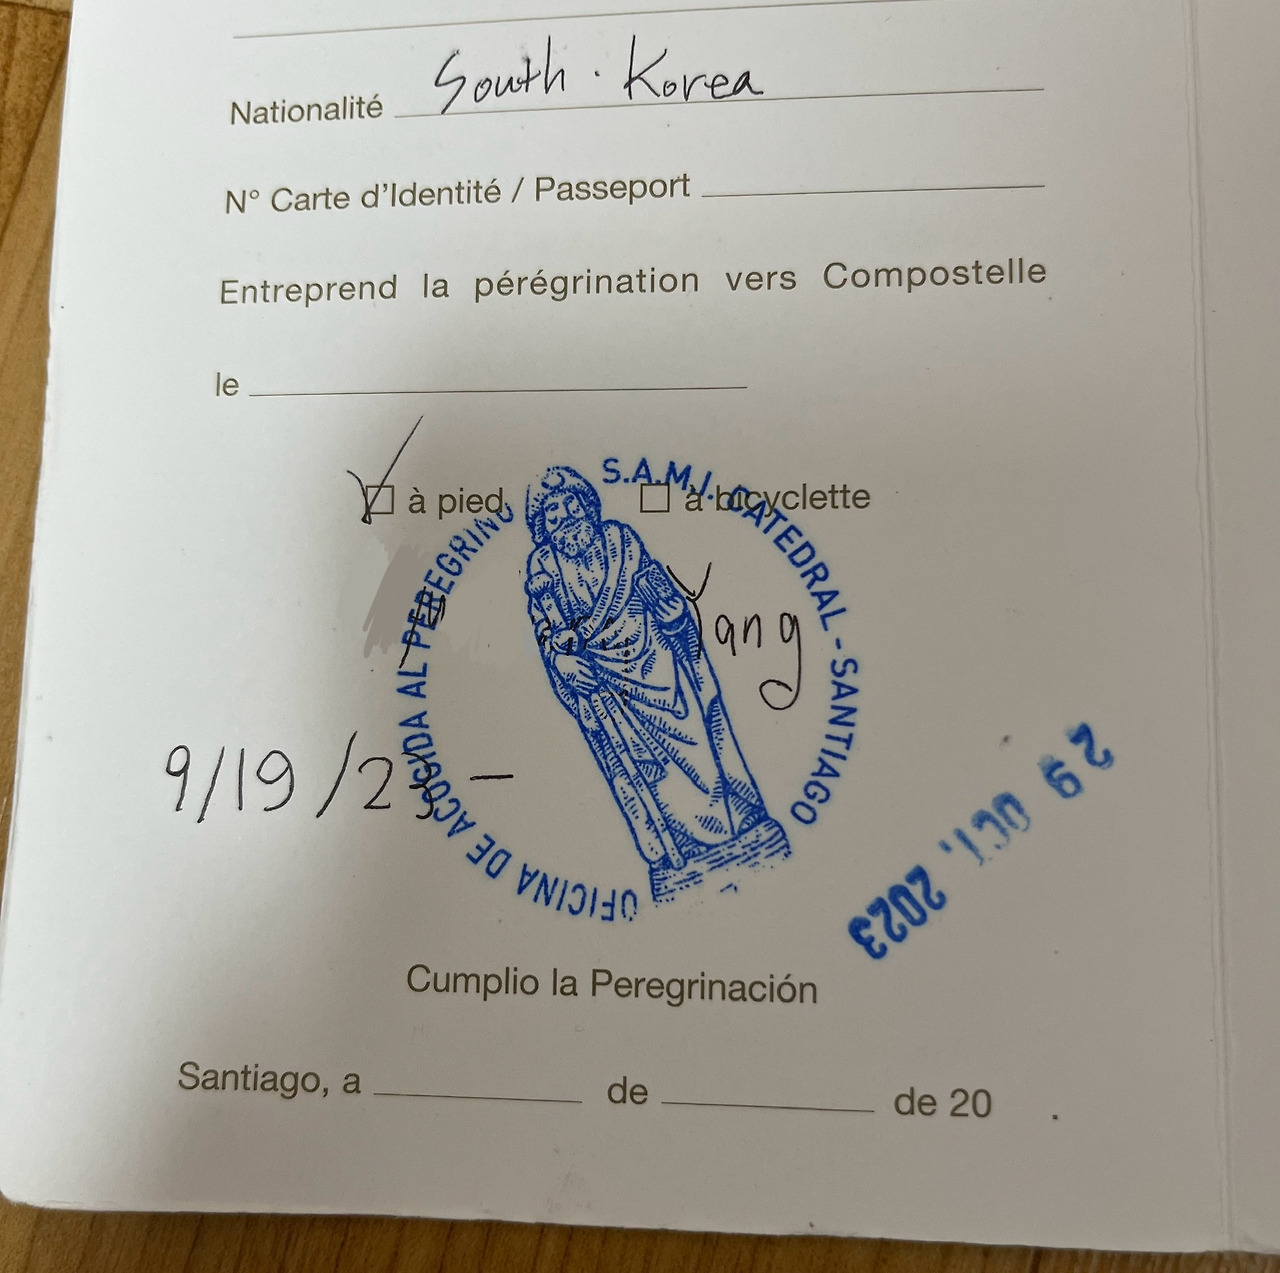 Nationalité South · Korea
N° Carte d'Identité / Passeport
Entreprend la pérégrination vers Compostelle
le
à pied
à bicyclette
OFICINA DE ACOGIDA AL PEREGRINO
S.A.M.I. CATEDRAL - SANTIAGO
Yang
9/19/23 -
29 OCT. 2023
Cumplio la Peregrinación
Santiago, a de de 20 .